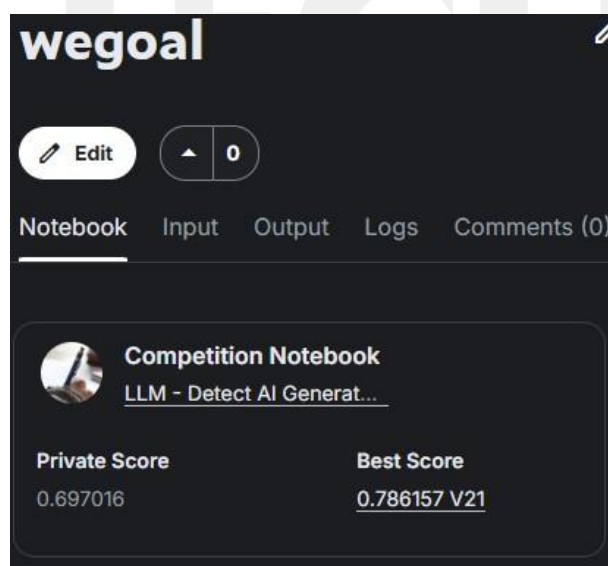 wegoal
Edit
0
Notebook Input Output Logs Comments (0)
Competition Notebook
LLM - Detect AI Generat...
Private Score Best Score
0.697016 0.786157 V21